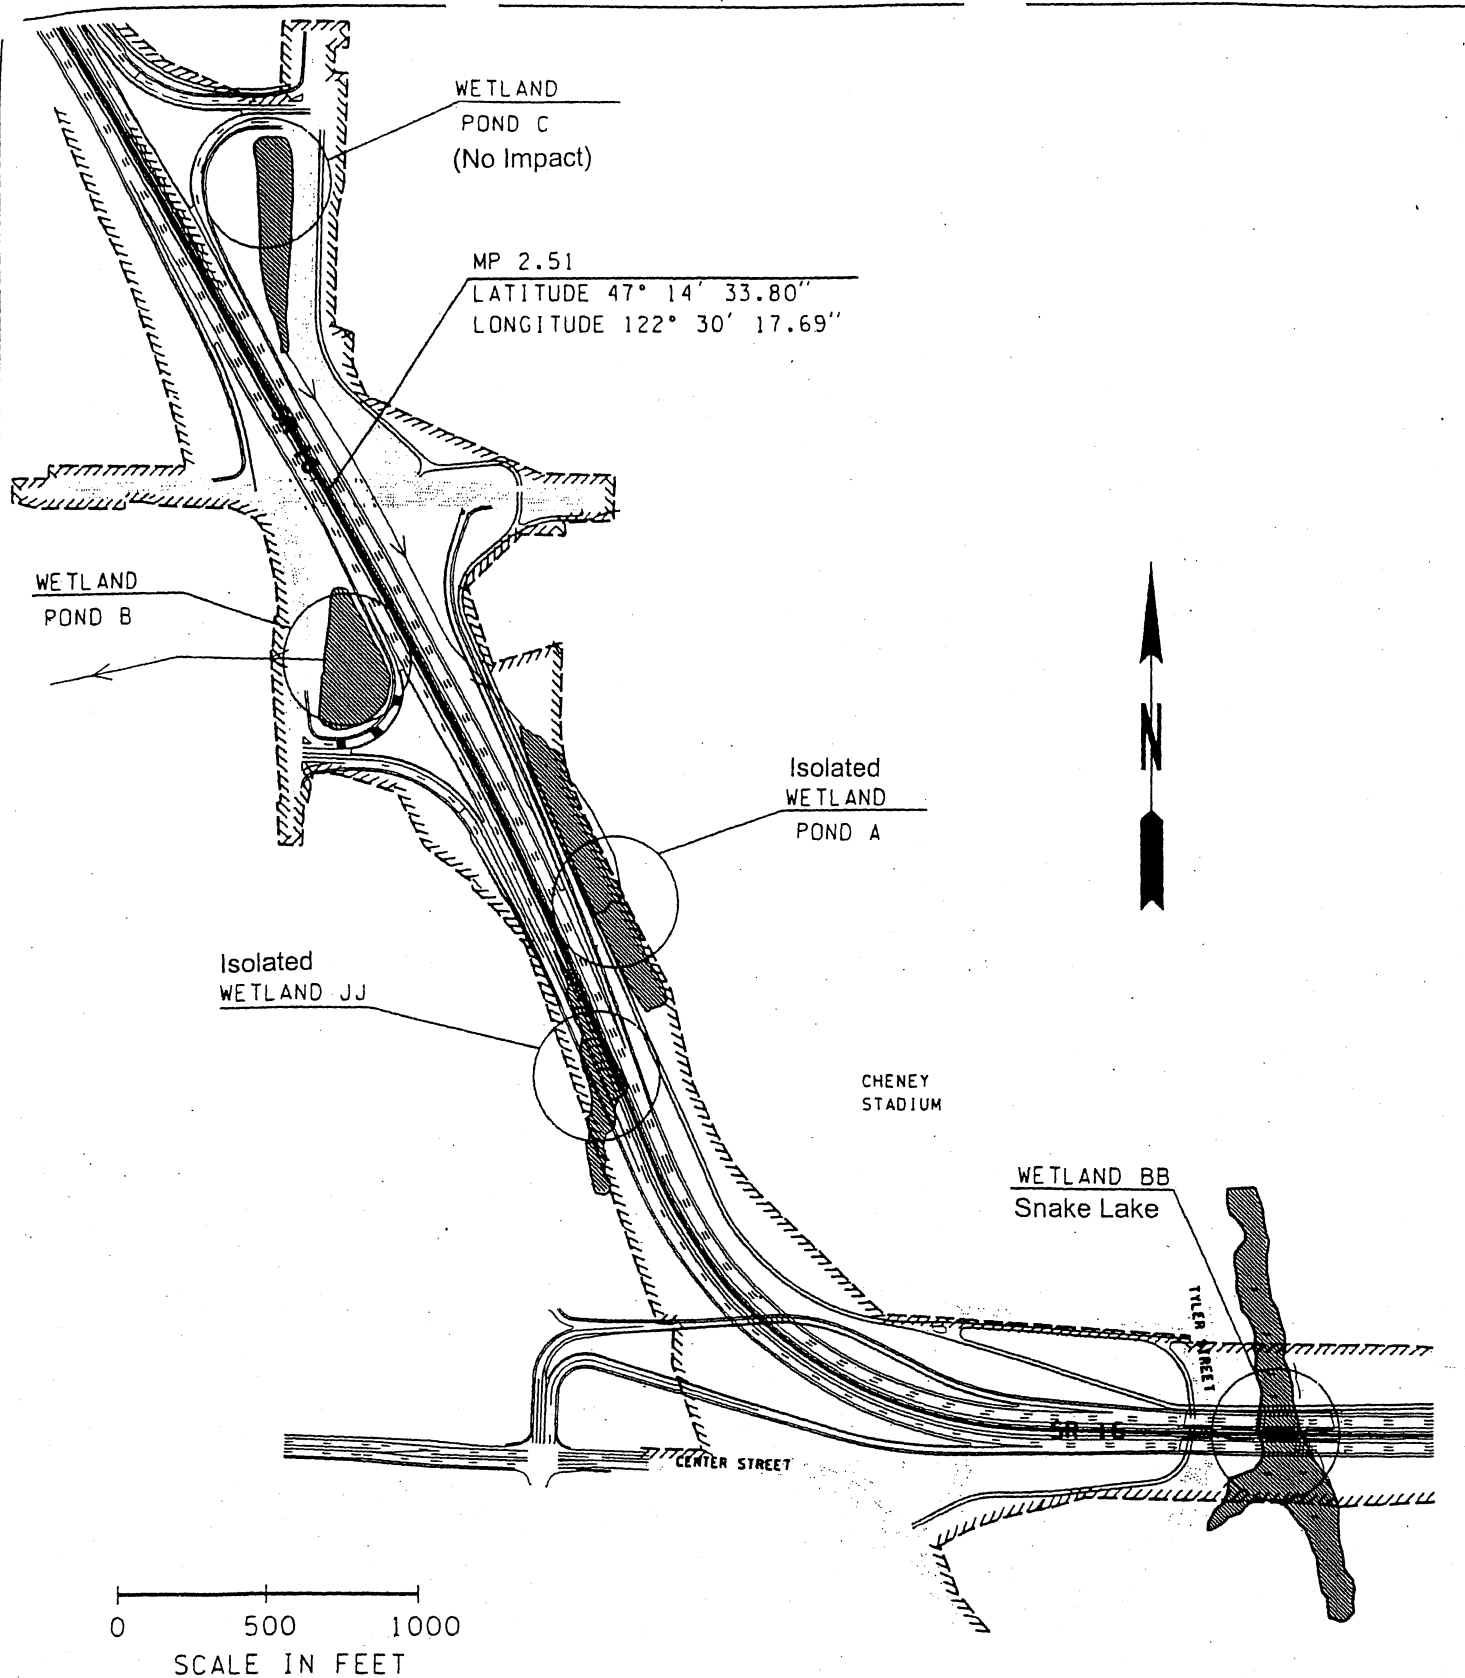 WETLAND
POND C
(No Impact)
MP 2.51
LATITUDE 47° 14' 33.80"
LONGITUDE 122° 30' 17.69"
WETLAND
POND B
N
Isolated
WETLAND
POND A
Isolated
WETLAND JJ
CHENEY
STADIUM
WETLAND BB
Snake Lake
TYLER STREET
SR 16
CENTER STREET
0 500 1000
SCALE IN FEET